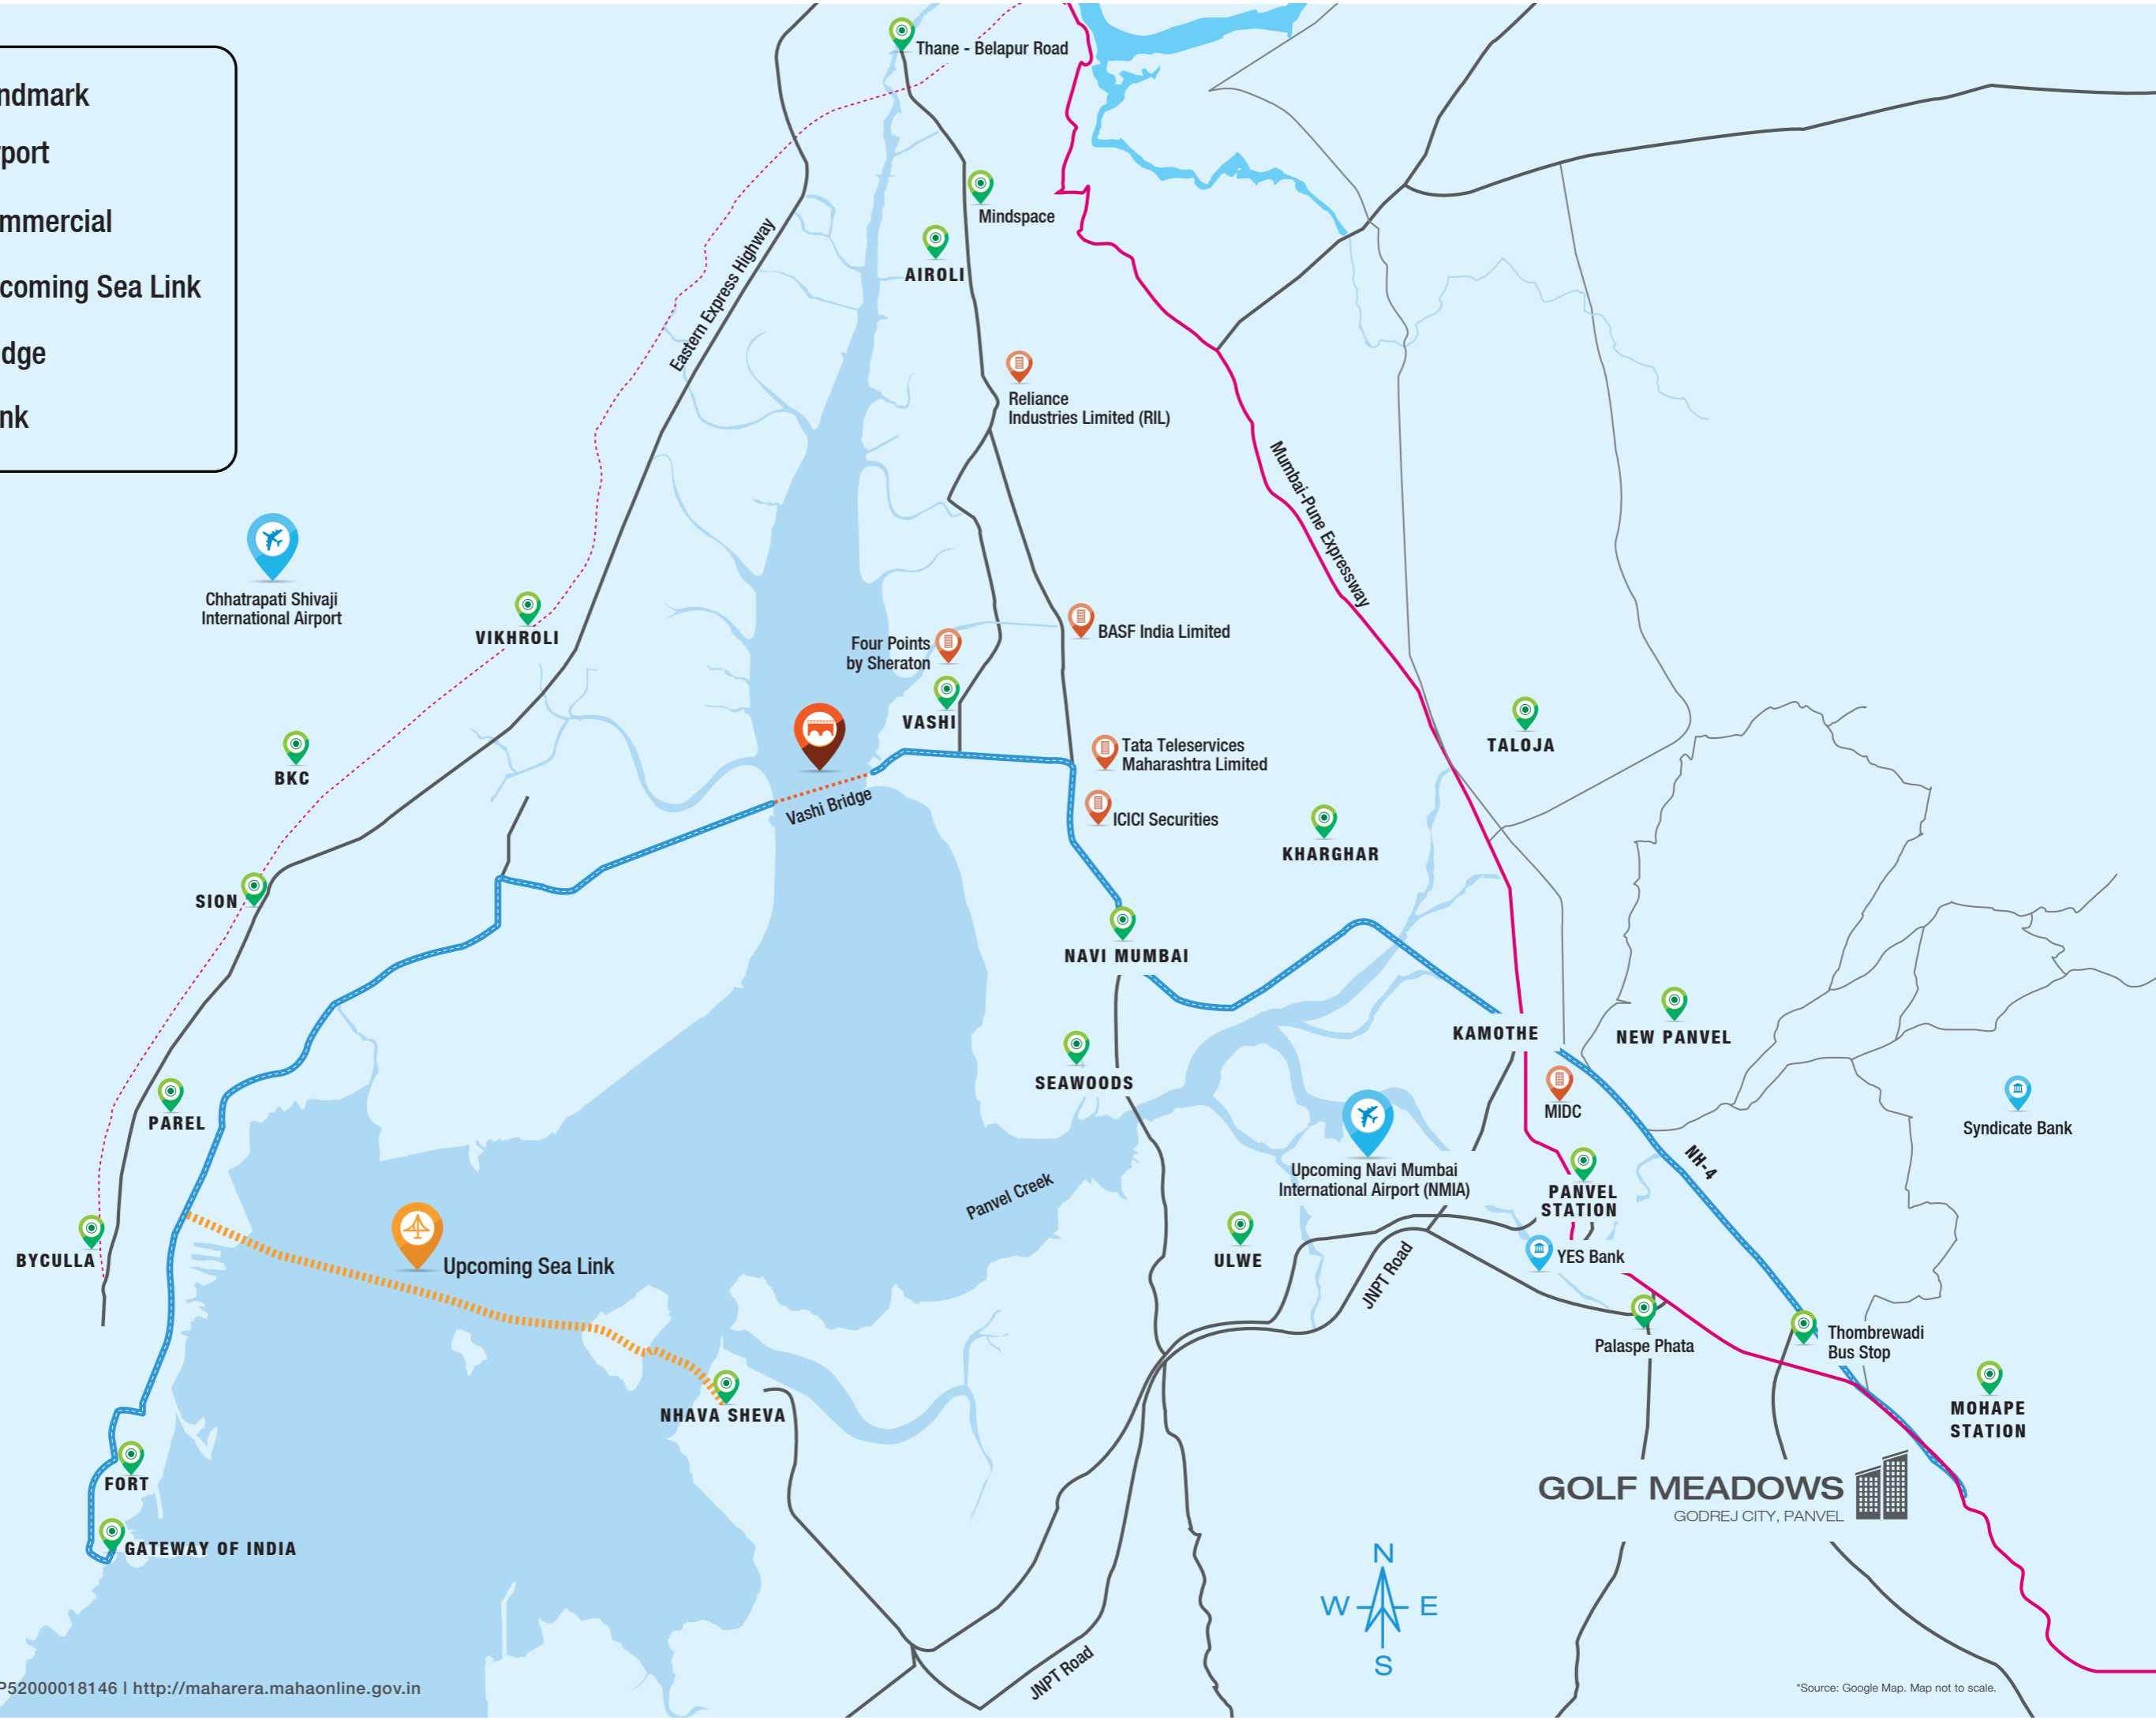 Thane - Belapur Road
ndmark
rport
mmercial
coming Sea Link
dge
nk
Mindspace
AIROLI
Eastern Express Highway
Reliance
Industries Limited (RIL)
Mumbai-Pune Expressway
Chhatrapati Shivaji
International Airport
VIKHROLI
Four Points
by Sheraton
BASF India Limited
VASHI
TALOJA
Tata Teleservices
Maharashtra Limited
BKC
Vashi Bridge
ICICI Securities
KHARGHAR
SION
NAVI MUMBAI
KAMOTHE
NEW PANVEL
SEAWOODS
MIDC
PAREL
Syndicate Bank
NH-4
Upcoming Navi Mumbai
International Airport (NMIA)
Panvel Creek
PANVEL
STATION
BYCULLA
Upcoming Sea Link
ULWE
YES Bank
JNPT Road
Palaspe Phata
Thombrewadi
Bus Stop
NHAVA SHEVA
MOHAPE
STATION
FORT
GOLF MEADOWS
GODREJ CITY, PANVEL
GATEWAY OF INDIA
N
W E
S
JNPT Road
P52000018146 | http://maharera.mahaonline.gov.in
*Source: Google Map. Map not to scale.